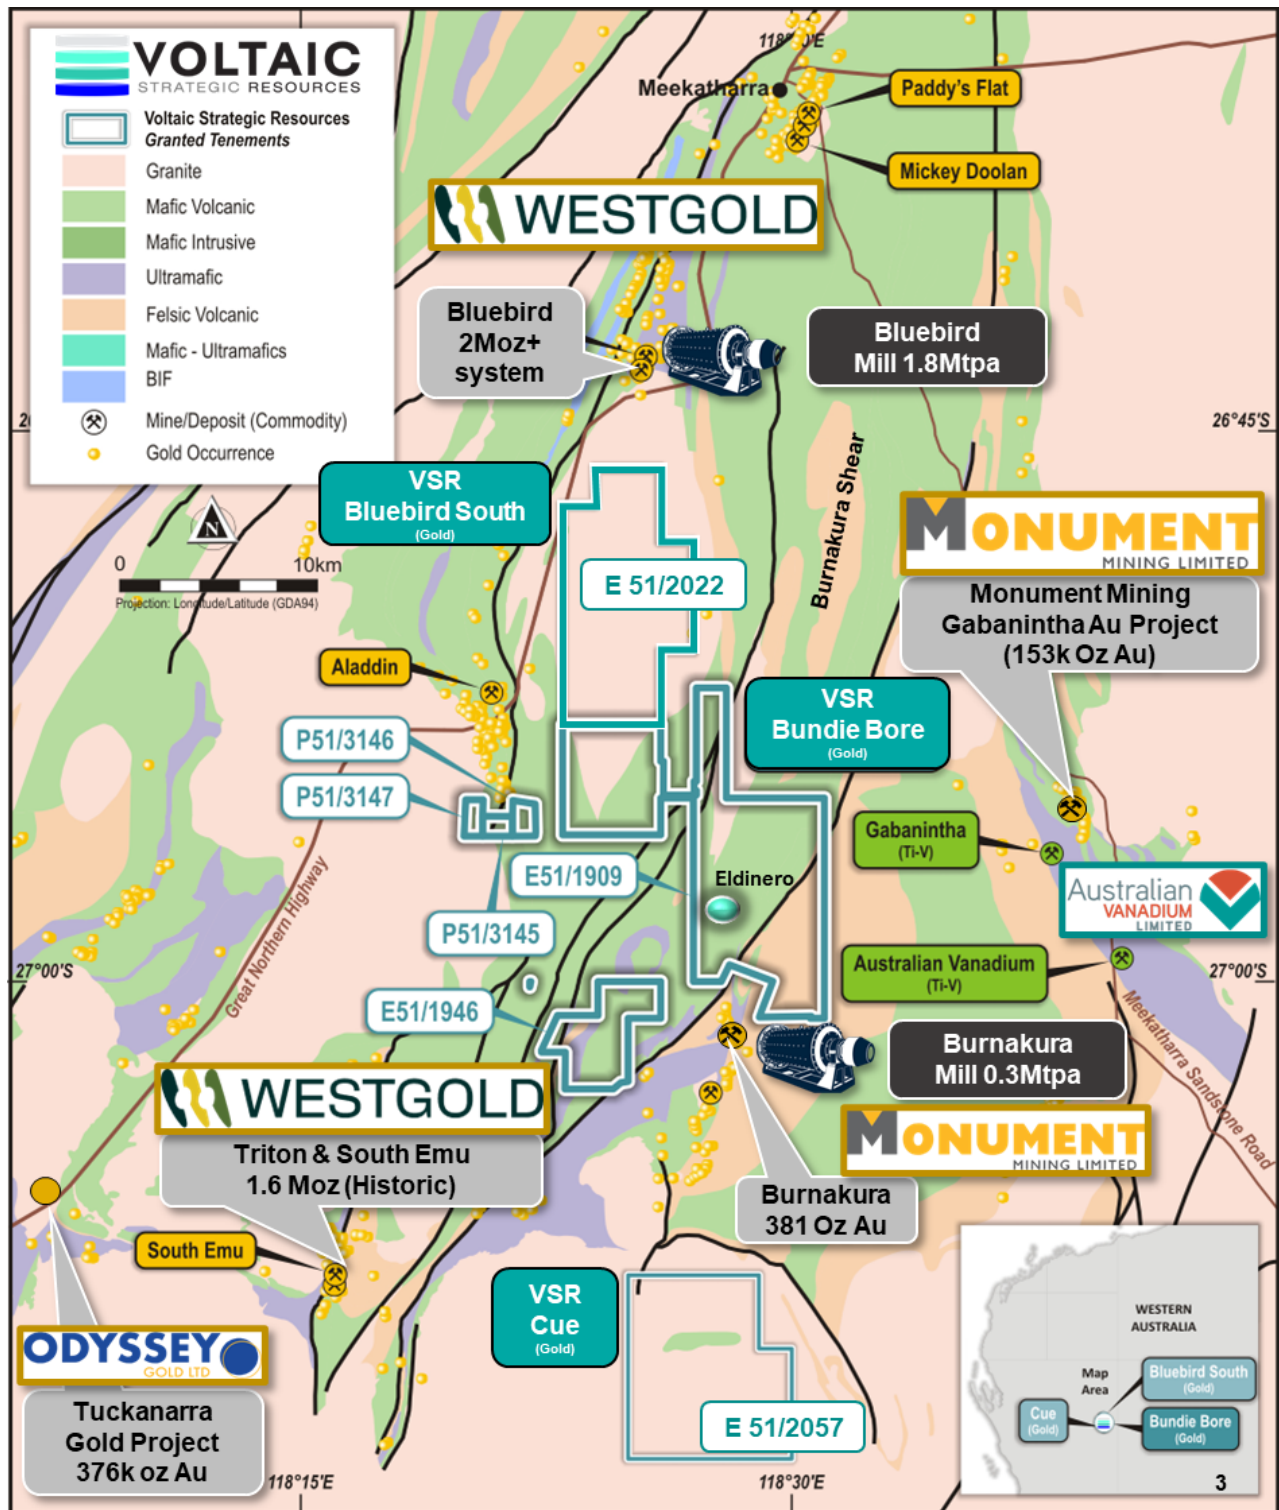 VOLTAIC
STRATEGIC RESOURCES
Voltaic Strategic Resources
Granted Tenements
Granite
Mafic Volcanic
Mafic Intrusive
Ultramafic
Felsic Volcanic
Mafic - Ultramafics
BIF
Mine/Deposit (Commodity)
Gold Occurrence
N
0 10km
Projection: Longitude/Latitude (GDA94)
Meekatharra
Paddy's Flat
Mickey Doolan
WESTGOLD
Bluebird
2Moz+
system
Bluebird
Mill 1.8Mtpa
26°45'S
VSR
Bluebird South
(Gold)
E 51/2022
Burnakura Shear
MONUMENT
MINING LIMITED
Monument Mining
Gabanintha Au Project
(153k Oz Au)
Aladdin
VSR
Bundie Bore
(Gold)
P51/3146
P51/3147
Gabanintha
(Ti-V)
E51/1909
Eldinero
Australian
VANADIUM
LIMITED
P51/3145
Great Northern Highway
27°00'S
Australian Vanadium
(Ti-V)
27°00'S
E51/1946
Meekatharra Sandstone Road
Burnakura
Mill 0.3Mtpa
WESTGOLD
Triton & South Emu
1.6 Moz (Historic)
MONUMENT
MINING LIMITED
Burnakura
381 Oz Au
South Emu
VSR
Cue
(Gold)
E 51/2057
ODYSSEY
GOLD LTD
Tuckanarra
Gold Project
376k oz Au
118°15'E
118°30'E
WESTERN
AUSTRALIA
Map
Area
Bluebird South
(Gold)
Cue
(Gold)
Bundie Bore
(Gold)
3